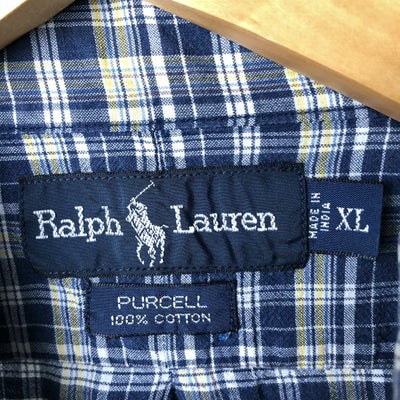 Ralph Lauren
MADE IN
INDIA
XL
PURCELL
100% COTTON